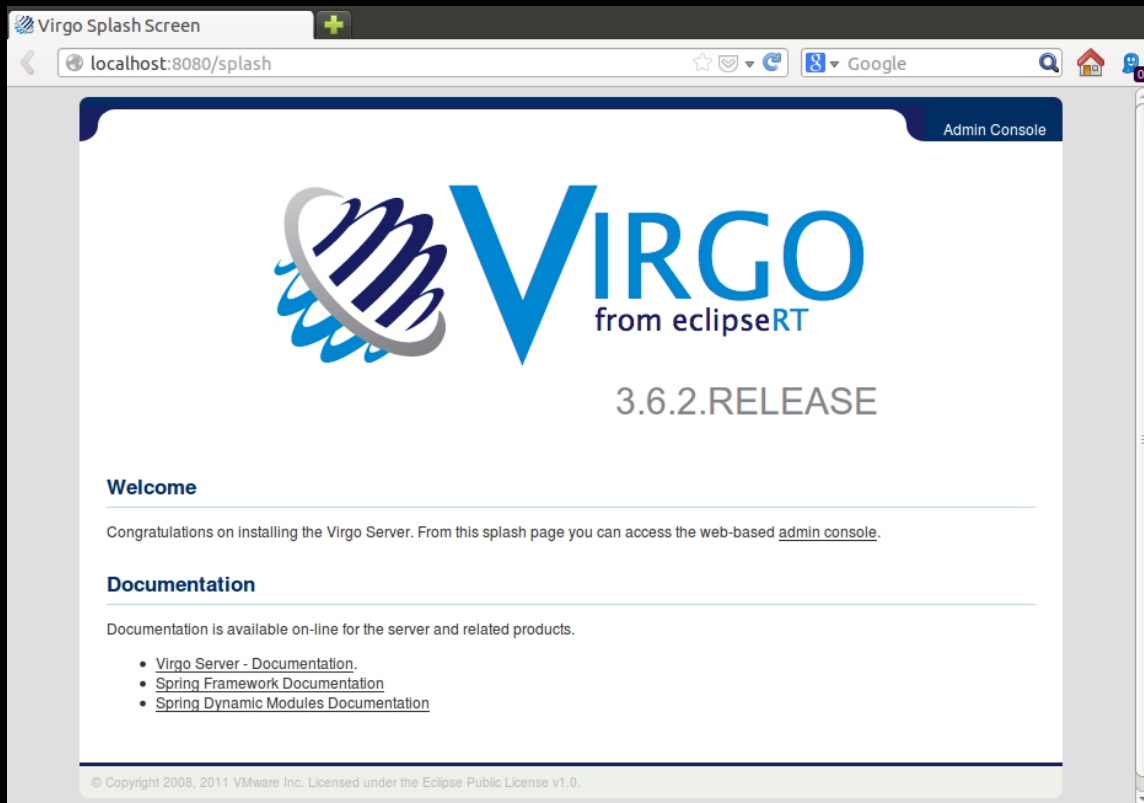 Virgo Splash Screen
localhost:8080/splash
8
Google
0
Admin Console
VIRGO
from eclipseRT
3.6.2.RELEASE
Welcome
Congratulations on installing the Virgo Server. From this splash page you can access the web-based admin console.
Documentation
Documentation is available on-line for the server and related products.
Virgo Server - Documentation.
Spring Framework Documentation
Spring Dynamic Modules Documentation
© Copyright 2008, 2011 VMware Inc. Licensed under the Eclipse Public License v1.0.